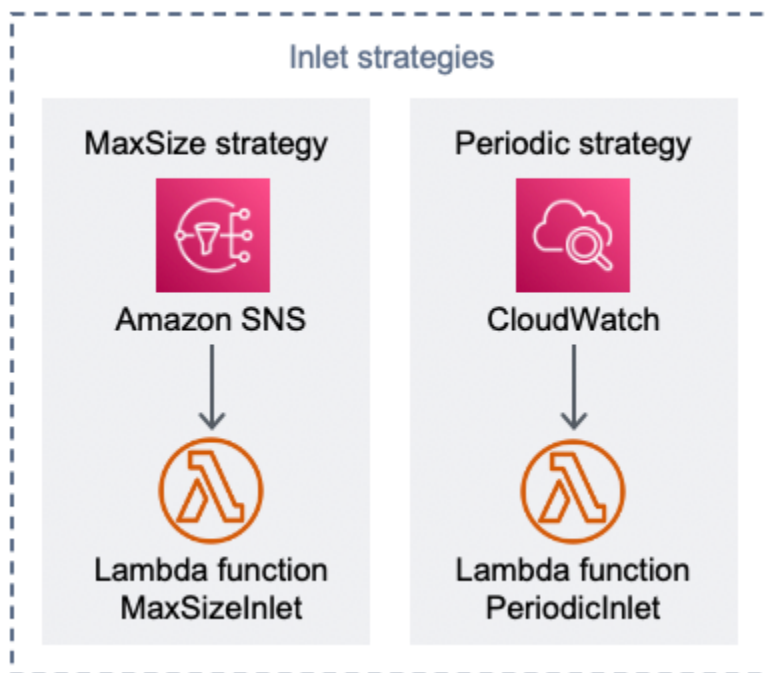 Inlet strategies
MaxSize strategy
Amazon SNS
Lambda function
MaxSizeInlet
Periodic strategy
CloudWatch
Lambda function
PeriodicInlet